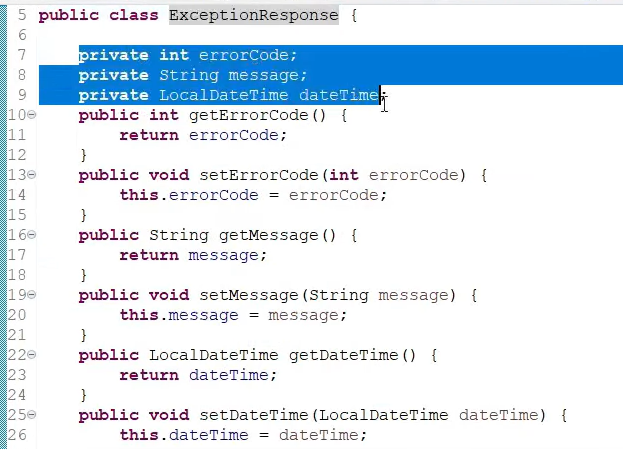 5 public class ExceptionResponse {
6
7 private int errorCode;
8 private String message;
9 private LocalDateTime dateTime;
10 public int getErrorCode() {
11 return errorCode;
12 }
13 public void setErrorCode(int errorCode) {
14 this.errorCode = errorCode;
15 }
16 public String getMessage() {
17 return message;
18 }
19 public void setMessage(String message) {
20 this.message = message;
21 }
22 public LocalDateTime getDateTime() {
23 return dateTime;
24 }
25 public void setDateTime(LocalDateTime dateTime) {
26 this.dateTime = dateTime;